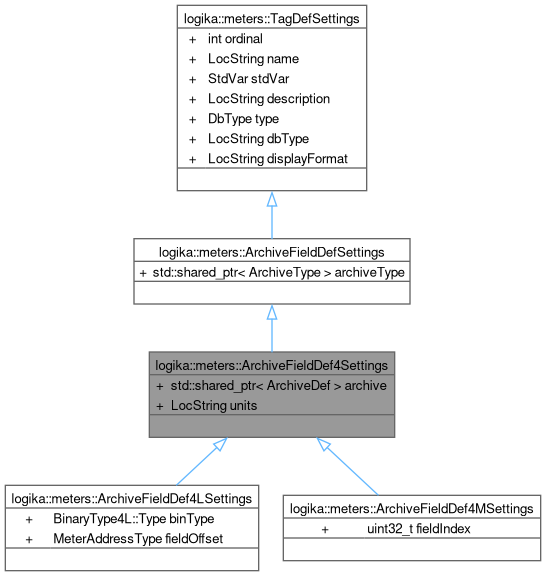 logika::meters::TagDefSettings
+ int ordinal
+ LocString name
+ StdVar stdVar
+ LocString description
+ DbType type
+ LocString dbType
+ LocString displayFormat
logika::meters::ArchiveFieldDefSettings
+ std::shared_ptr< ArchiveType > archiveType
logika::meters::ArchiveFieldDef4Settings
+ std::shared_ptr< ArchiveDef > archive
+ LocString units
logika::meters::ArchiveFieldDef4LSettings
+ BinaryType4L::Type binType
+ MeterAddressType fieldOffset
logika::meters::ArchiveFieldDef4MSettings
+ uint32_t fieldIndex